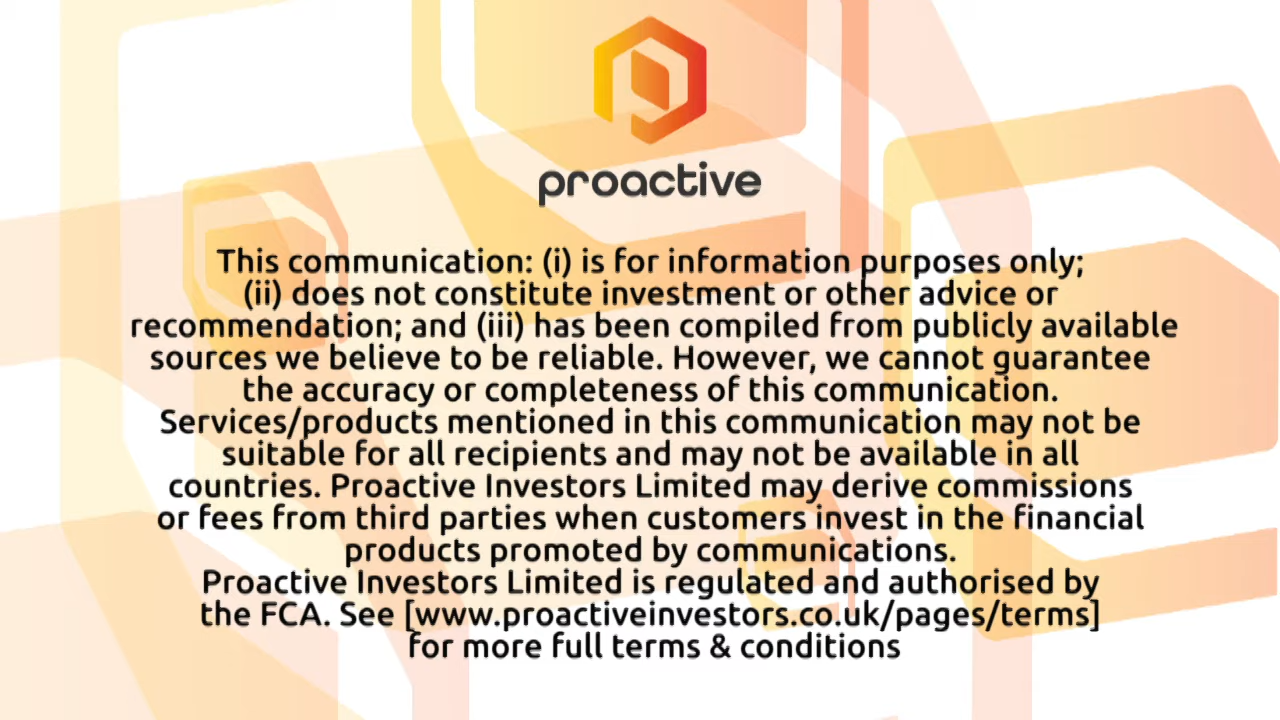 proactive
This communication: (i) is for information purposes only;
(ii) does not constitute investment or other advice or
recommendation; and (iii) has been compiled from publicly available
sources we believe to be reliable. However, we cannot guarantee
the accuracy or completeness of this communication.
Services/products mentioned in this communication may not be
suitable for all recipients and may not be available in all
countries. Proactive Investors Limited may derive commissions
or fees from third parties when customers invest in the financial
products promoted by communications.
Proactive Investors Limited is regulated and authorised by
the FCA. See [www.proactiveinvestors.co.uk/pages/terms]
for more full terms & conditions